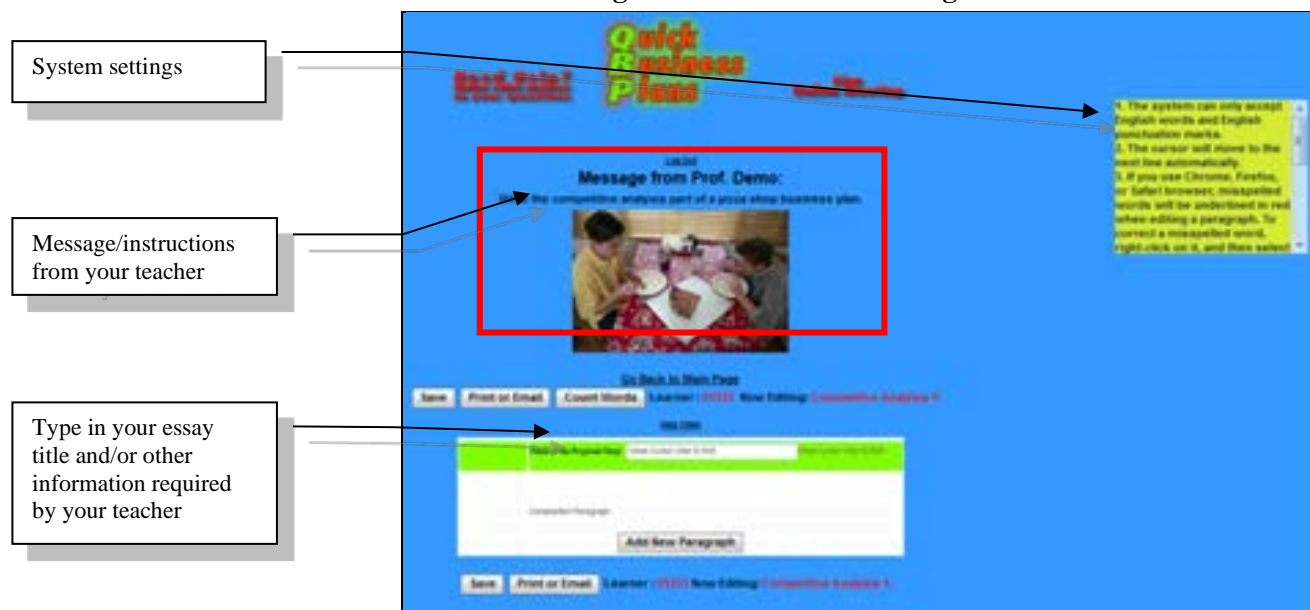 System settings
Message/instructions
from your teacher
Type in your essay
title and/or other
information required
by your teacher
Quick
Business
Plans
Need Help?
Log Out
Message from Prof. Demo:
the competitive analysis part of a pizza shop business plan.
1. The system can only accept
English words and English
punctuation marks.
2. The cursor will move to the
next line automatically.
3. If you use Chrome, Firefox,
or Safari browser, misspelled
words will be underlined in red
when editing a paragraph. To
correct a misspelled word,
right-click on it, and then select
Go Back to Main Page
Save Print or Email Count Words Learner: Now Editing: Competitive Analysis
Add New Paragraph
Save Print or Email Learner: Now Editing: Competitive Analysis